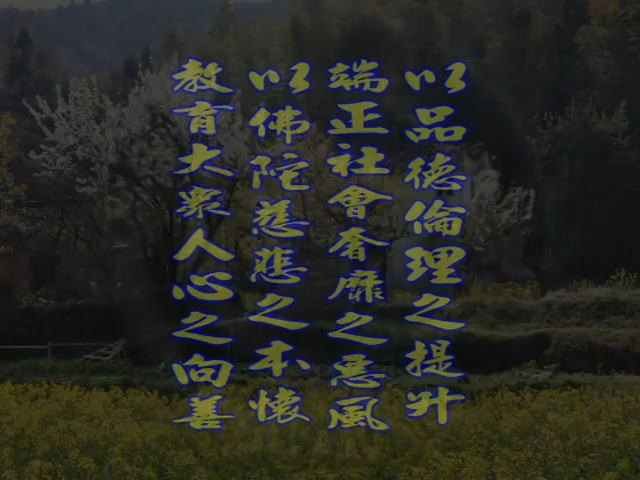 以品德倫理之提升
端正社會奢靡之惡風
以佛陀慈悲之本懷
教育大眾人心之向善